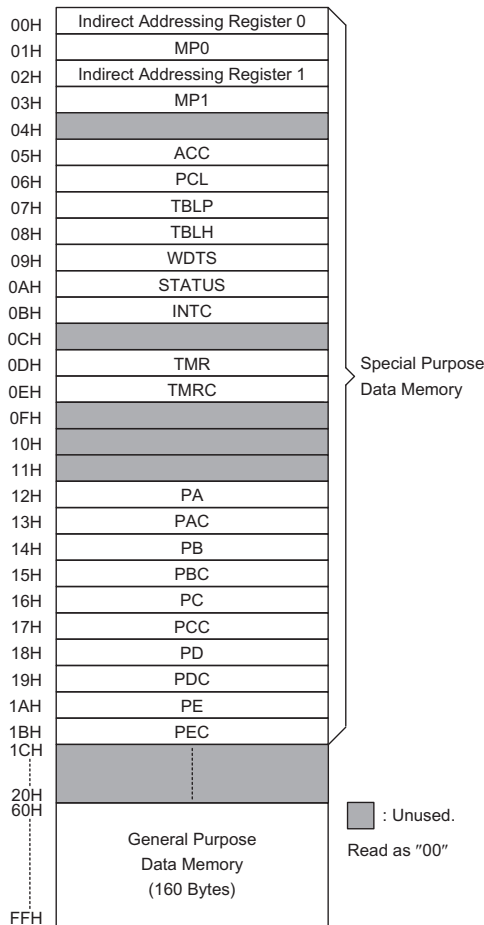 00H Indirect Addressing Register 0
01H MP0
02H Indirect Addressing Register 1
03H MP1
04H
05H ACC
06H PCL
07H TBLP
08H TBLH
09H WDTS
0AH STATUS
0BH INTC
0CH
0DH TMR
0EH TMRC
0FH
10H
11H
12H PA
13H PAC
14H PB
15H PBC
16H PC
17H PCC
18H PD
19H PDC
1AH PE
1BH PEC
1CH
20H
60H
General Purpose
Data Memory
(160 Bytes)
FFH
Special Purpose
Data Memory
: Unused.
Read as "00"